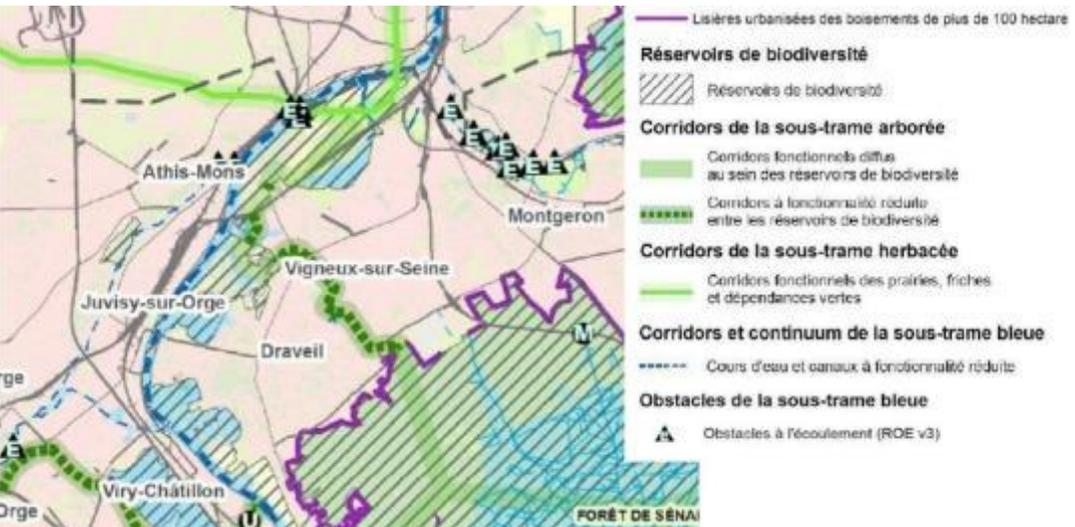 Lisières urbanisées des boisements de plus de 100 hectare
Réservoirs de biodiversité
Réservoirs de biodiversité
Corridors de la sous-trame arborée
Corridors fonctionnels diffus
au sein des réservoirs de biodiversité
Corridors à fonctionnalité réduite
entre les réservoirs de biodiversité
Corridors de la sous-trame herbacée
Corridors fonctionnels des prairies, friches
et dépendances vertes
Corridors et continuum de la sous-trame bleue
Cours d'eau et canaux à fonctionnalité réduite
Obstacles de la sous-trame bleue
Obstacles à l'écoulement (ROE v3)
E
E
E
E
E
E
E
Athis-Mons
Montgeron
Vigneux-sur-Seine
Juvisy-sur-Orge
M
Draveil
rge
E
Viry-Châtillon
Orge
U
FORÊT DE SÉNA